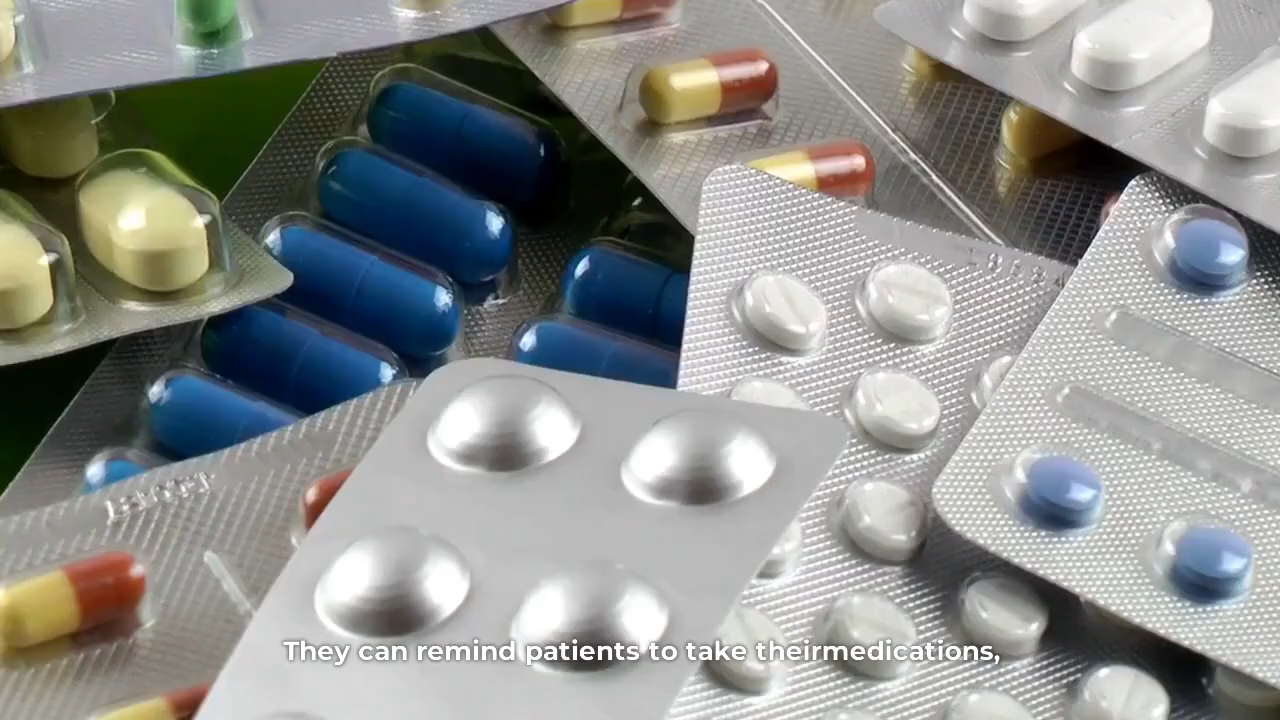 They can remind patients to take theirmedications,